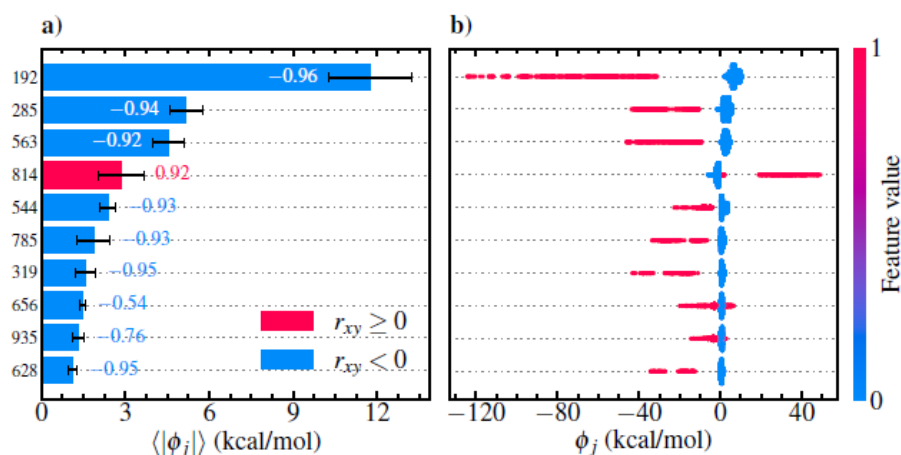 a)
192
285
563
814
544
785
319
656
935
628
−0.96
−0.94
−0.92
0.92
−0.93
−0.93
−0.95
−0.54
−0.76
−0.95
r_xy ≥ 0
r_xy < 0
0 3 6 9 12
⟨|ϕ_j|⟩ (kcal/mol)
b)
−120 −80 −40 0 40
ϕ_j (kcal/mol)
1
0
Feature value